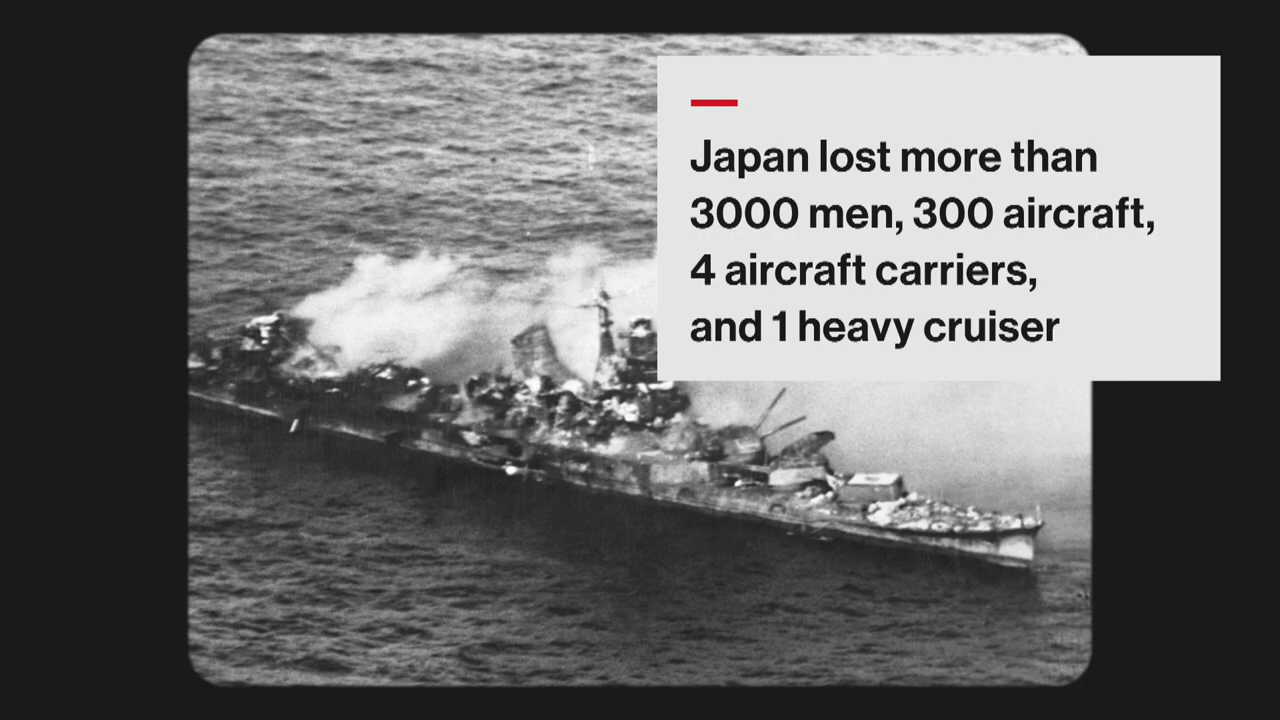 Japan lost more than
3000 men, 300 aircraft,
4 aircraft carriers,
and 1 heavy cruiser